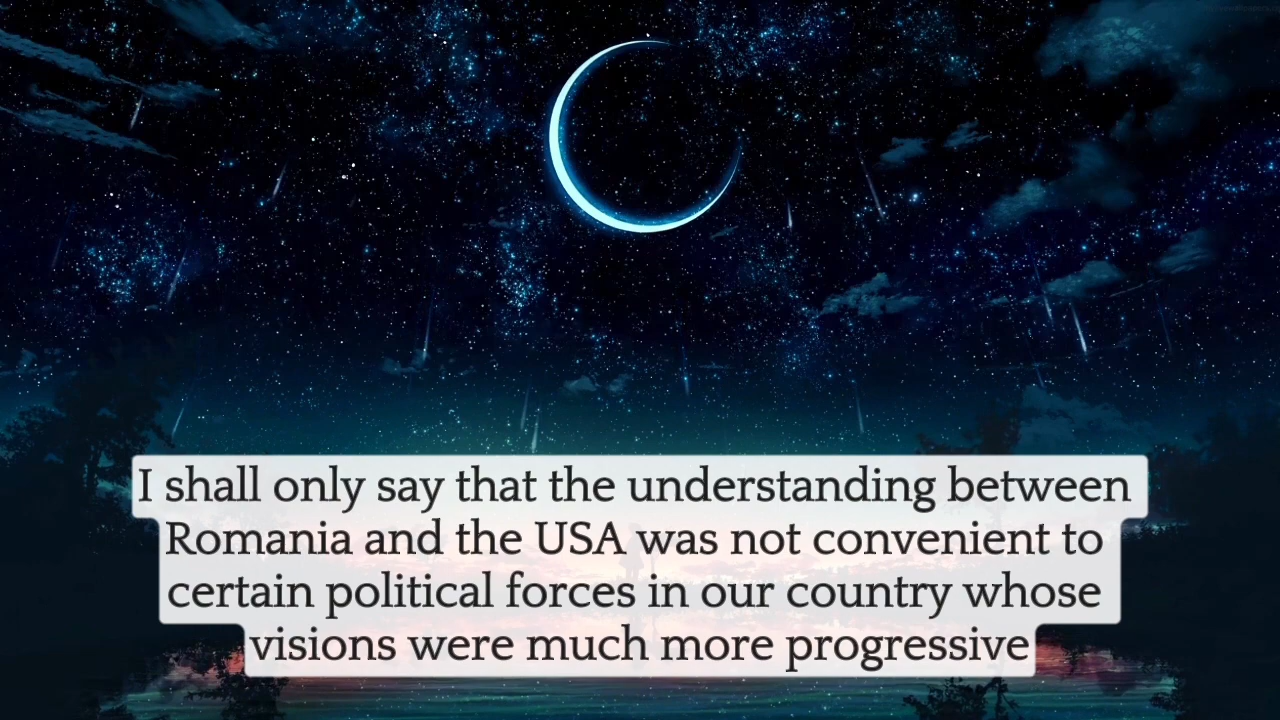 I shall only say that the understanding between
Romania and the USA was not convenient to
certain political forces in our country whose
visions were much more progressive